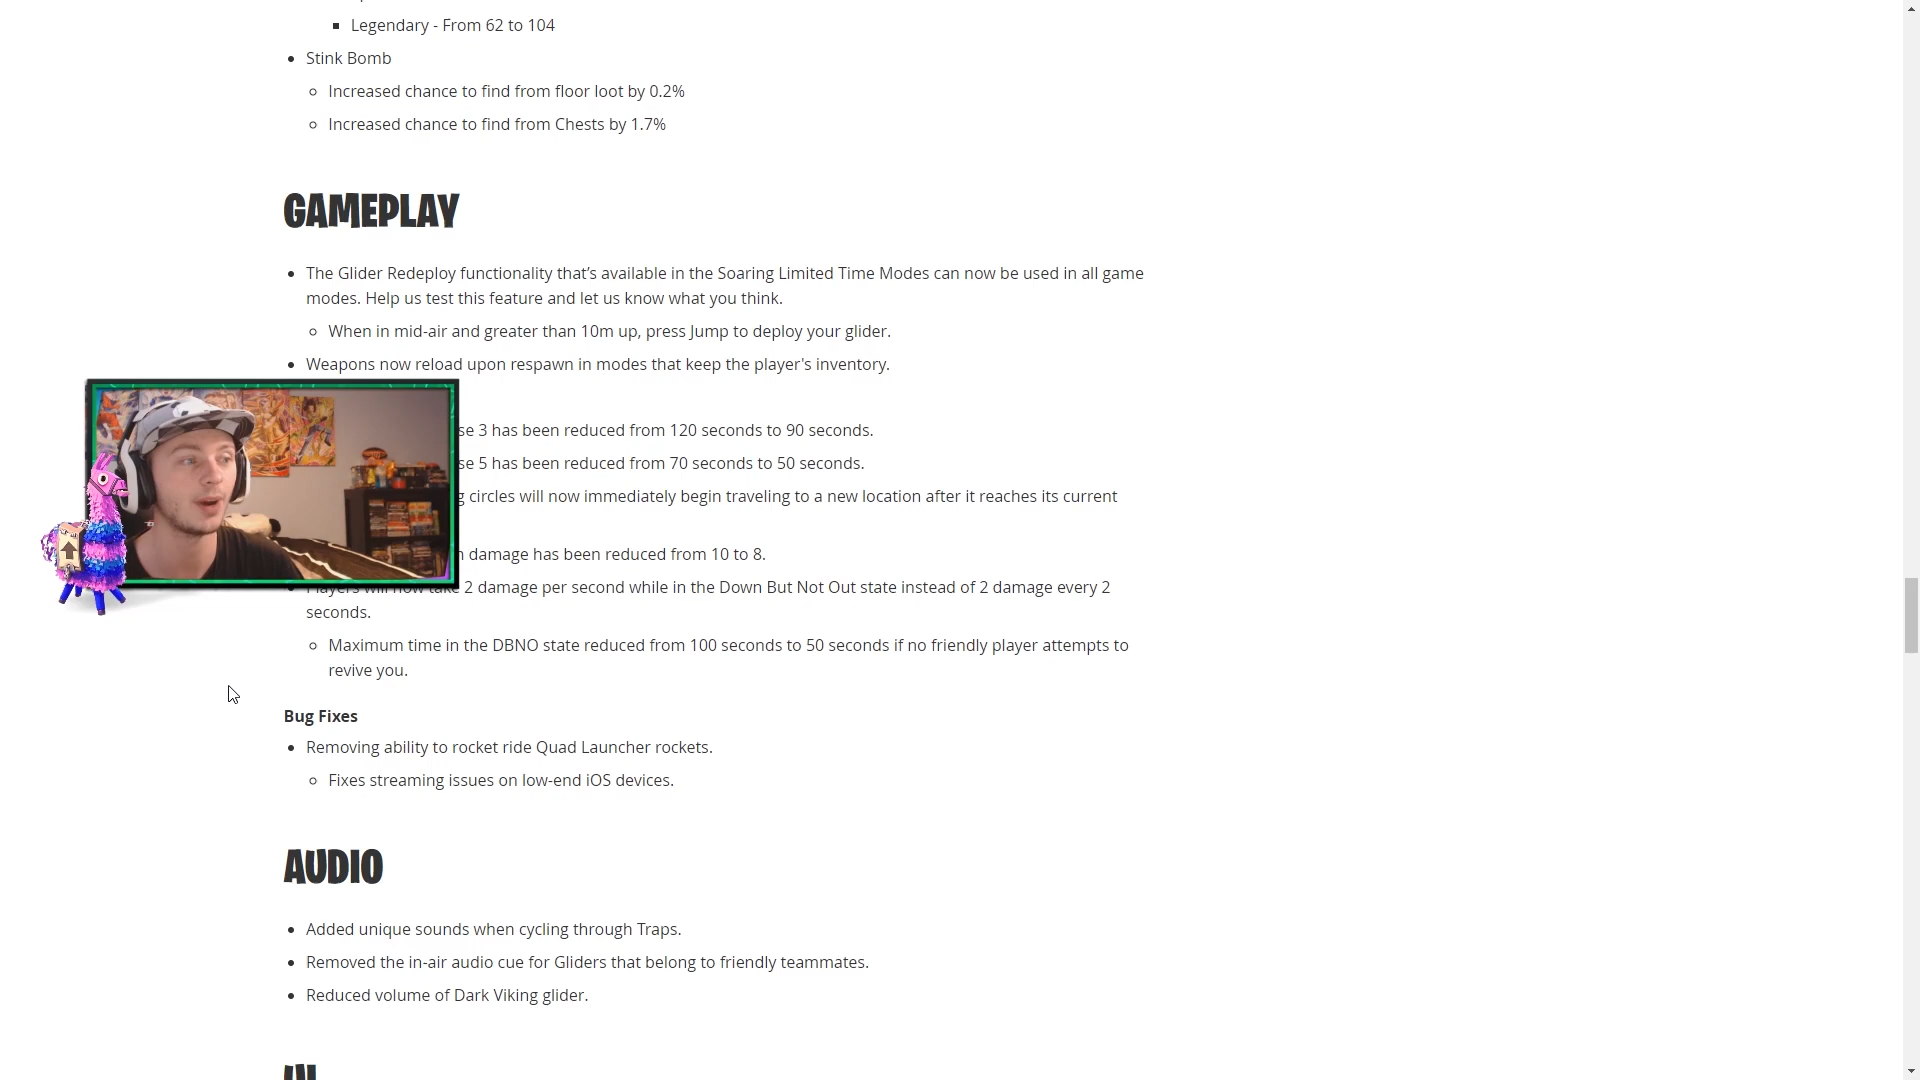 Legendary - From 62 to 104
Stink Bomb
Increased chance to find from floor loot by 0.2%
Increased chance to find from Chests by 1.7%
GAMEPLAY
The Glider Redeploy functionality that’s available in the Soaring Limited Time Modes can now be used in all game
modes. Help us test this feature and let us know what you think.
When in mid-air and greater than 10m up, press Jump to deploy your glider.
Weapons now reload upon respawn in modes that keep the player's inventory.
3 has been reduced from 120 seconds to 90 seconds.
5 has been reduced from 70 seconds to 50 seconds.
circles will now immediately begin traveling to a new location after it reaches its current
damage has been reduced from 10 to 8.
Players will now take 2 damage per second while in the Down But Not Out state instead of 2 damage every 2
seconds.
Maximum time in the DBNO state reduced from 100 seconds to 50 seconds if no friendly player attempts to
revive you.
Bug Fixes
Removing ability to rocket ride Quad Launcher rockets.
Fixes streaming issues on low-end iOS devices.
AUDIO
Added unique sounds when cycling through Traps.
Removed the in-air audio cue for Gliders that belong to friendly teammates.
Reduced volume of Dark Viking glider.